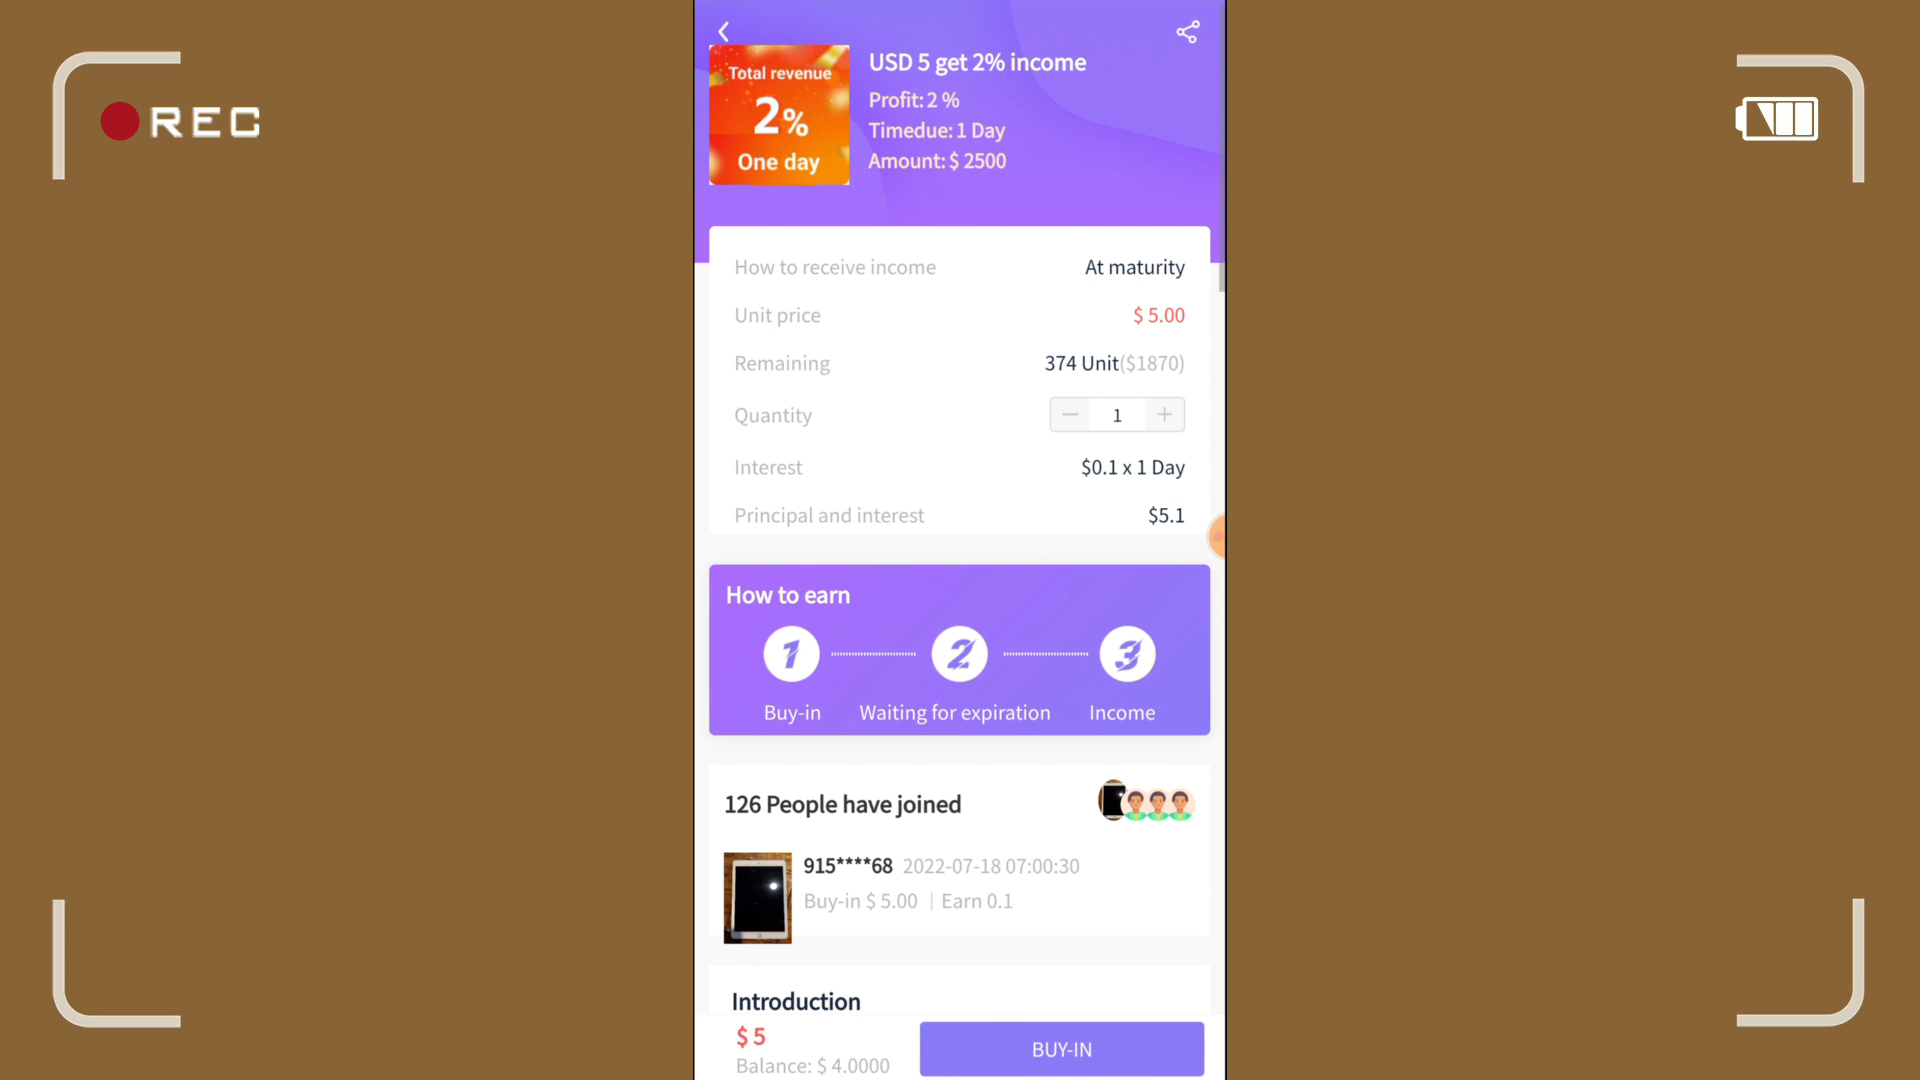 REC
Total revenue
2%
One day
USD 5 get 2% income
Profit: 2 %
Timedue: 1 Day
Amount: $ 2500
How to receive income At maturity
Unit price $ 5.00
Remaining 374 Unit($1870)
Quantity 1
Interest $0.1 x 1 Day
Principal and interest $5.1
How to earn
1 2 3
Buy-in Waiting for expiration Income
126 People have joined
915****68 2022-07-18 07:00:30
Buy-in $ 5.00 | Earn 0.1
Introduction
$ 5
Balance: $ 4.0000
BUY-IN